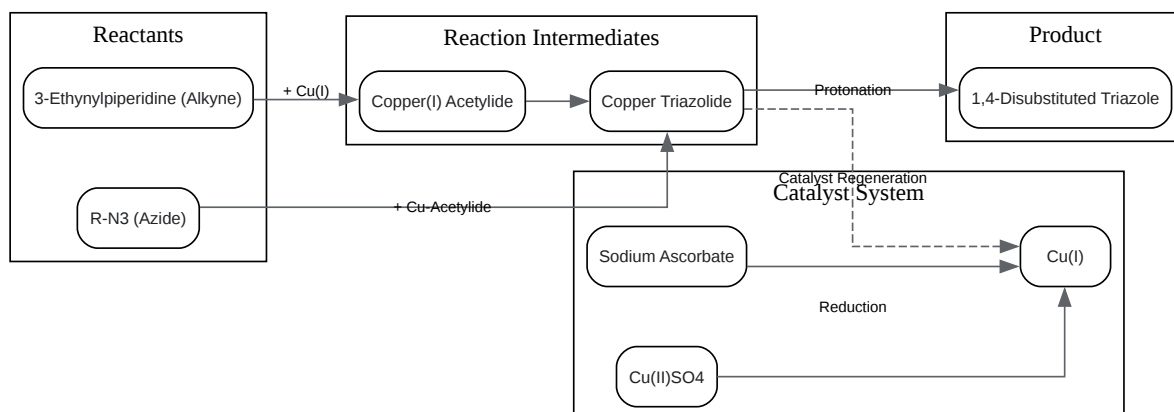 Reactants
Reaction Intermediates
Product
3-Ethynylpiperidine (Alkyne)
+ Cu(I)
Copper(I) Acetylide
Copper Triazolide
Protonation
1,4-Disubstituted Triazole
R-N3 (Azide)
+ Cu-Acetylide
Catalyst Regeneration
Catalyst System
Sodium Ascorbate
Cu(I)
Reduction
Cu(II)SO4